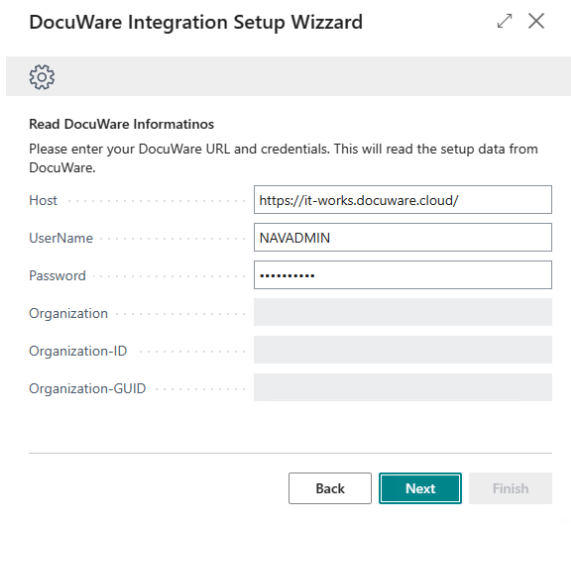 DocuWare Integration Setup Wizzard
Read DocuWare Informatinos
Please enter your DocuWare URL and credentials. This will read the setup data from
DocuWare.
Host https://it-works.docuware.cloud/
UserName NAVADMIN
Password ••••••••••
Organization
Organization-ID
Organization-GUID
Back Next Finish